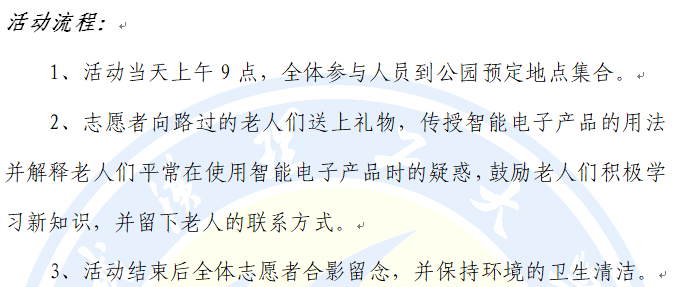 活动流程：
1、活动当天上午 9 点，全体参与人员到公园预定地点集合。
2、志愿者向路过的老人们送上礼物，传授智能电子产品的用法
并解释老人们平常在使用智能电子产品时的疑惑，鼓励老人们积极学
习新知识，并留下老人的联系方式。
3、活动结束后全体志愿者合影留念，并保持环境的卫生清洁。